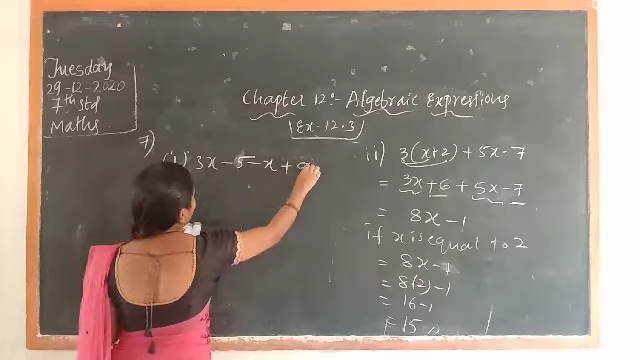 Tuesday
29-12-2020
7th std
Maths
Chapter 12:- Algebraic Expressions
(Ex-12.3)
7)
(i) 3x-5-x+9
ii) 3(x+2)+5x-7
= 3x+6+5x-7
= 8x-1
if x is equal to 2
= 8x-1
= 8(2)-1
= 16-1
= 15,,